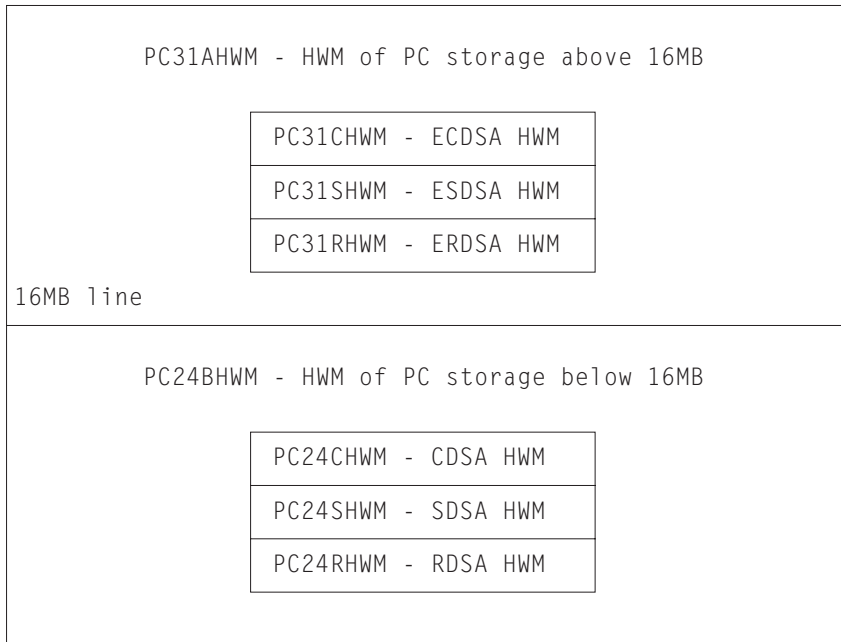 PC31AHWM - HWM of PC storage above 16MB
PC31CHWM - ECDSA HWM
PC31SHWM - ESDSA HWM
PC31RHWM - ERDSA HWM
16MB line
PC24BHWM - HWM of PC storage below 16MB
PC24CHWM - CDSA HWM
PC24SHWM - SDSA HWM
PC24RHWM - RDSA HWM